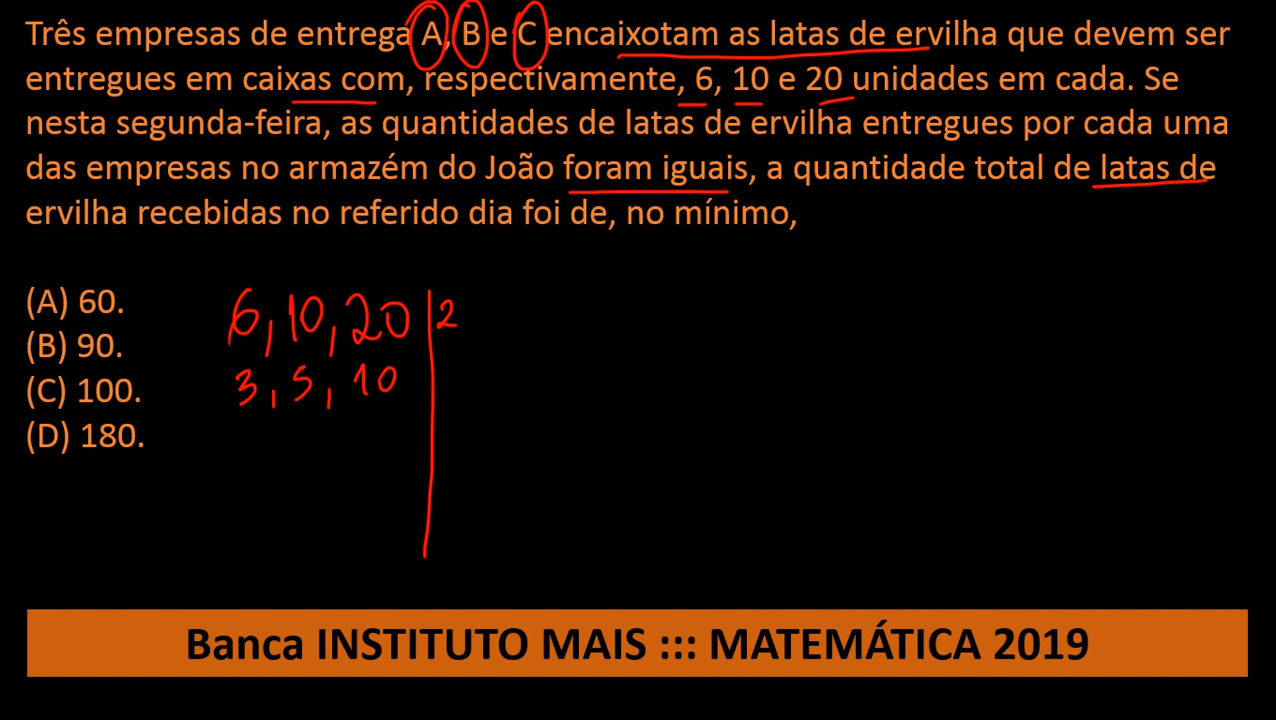 Três empresas de entrega A, B e C encaixotam as latas de ervilha que devem ser
entregues em caixas com, respectivamente, 6, 10 e 20 unidades em cada. Se
nesta segunda-feira, as quantidades de latas de ervilha entregues por cada uma
das empresas no armazém do João foram iguais, a quantidade total de latas de
ervilha recebidas no referido dia foi de, no mínimo,
(A) 60.
(B) 90.
(C) 100.
(D) 180.
6, 10, 20 | 2
3, 5, 10
Banca INSTITUTO MAIS ::: MATEMÁTICA 2019